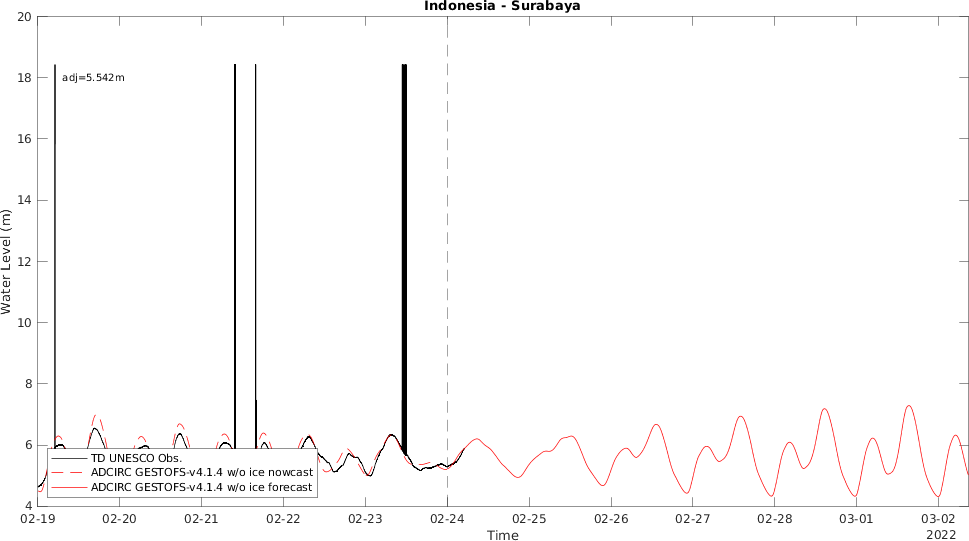 Indonesia - Surabaya
20
18
16
14
12
10
8
6
4
Water Level (m)
adj=5.542m
TD UNESCO Obs.
ADCIRC GESTOFS-v4.1.4 w/o ice nowcast
ADCIRC GESTOFS-v4.1.4 w/o ice forecast
02-19 02-20 02-21 02-22 02-23 02-24 02-25 02-26 02-27 02-28 03-01 03-02
2022
Time